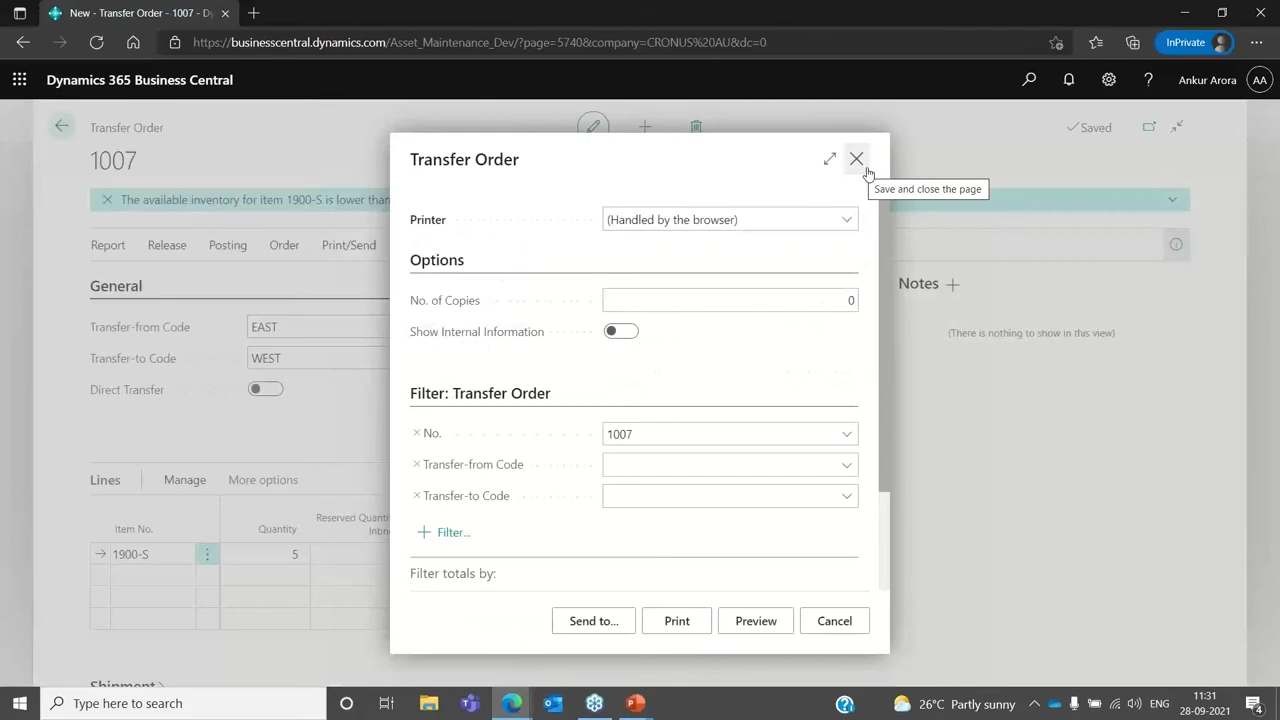 New - Transfer Order - 1007 - Dy
https://businesscentral.dynamics.com/Asset_Maintenance_Dev/?page=5740&company=CRONUS%20AU&dc=0
InPrivate
Dynamics 365 Business Central
Ankur Arora
AA
Transfer Order
Saved
1007
The available inventory for item 1900-S is lower than
Report
Release
Posting
Order
Print/Send
General
Transfer-from Code
EAST
Transfer-to Code
WEST
Direct Transfer
Lines
Manage
More options
Item No.
Quantity
Reserved Quantit
Inbn
1900-S
5
Shipment
Notes
(There is nothing to show in this view)
Transfer Order
Save and close the page
Printer
(Handled by the browser)
Options
No. of Copies
0
Show Internal Information
Filter: Transfer Order
No.
1007
Transfer-from Code
Transfer-to Code
Filter...
Filter totals by:
Send to...
Print
Preview
Cancel
Type here to search
26°C Partly sunny
ENG
11:31
28-09-2021
4